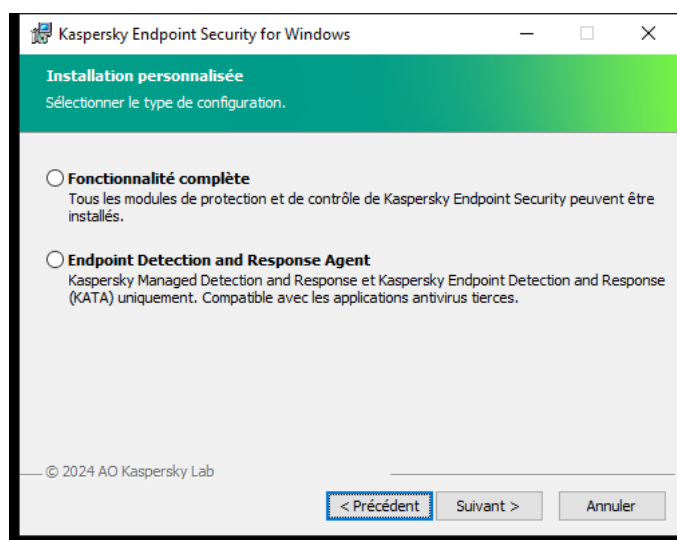 Kaspersky Endpoint Security for Windows
Installation personnalisée
Sélectionner le type de configuration.
Fonctionnalité complète
Tous les modules de protection et de contrôle de Kaspersky Endpoint Security peuvent être
installés.
Endpoint Detection and Response Agent
Kaspersky Managed Detection and Response et Kaspersky Endpoint Detection and Response
(KATA) uniquement. Compatible avec les applications antivirus tierces.
© 2024 AO Kaspersky Lab
< Précédent
Suivant >
Annuler